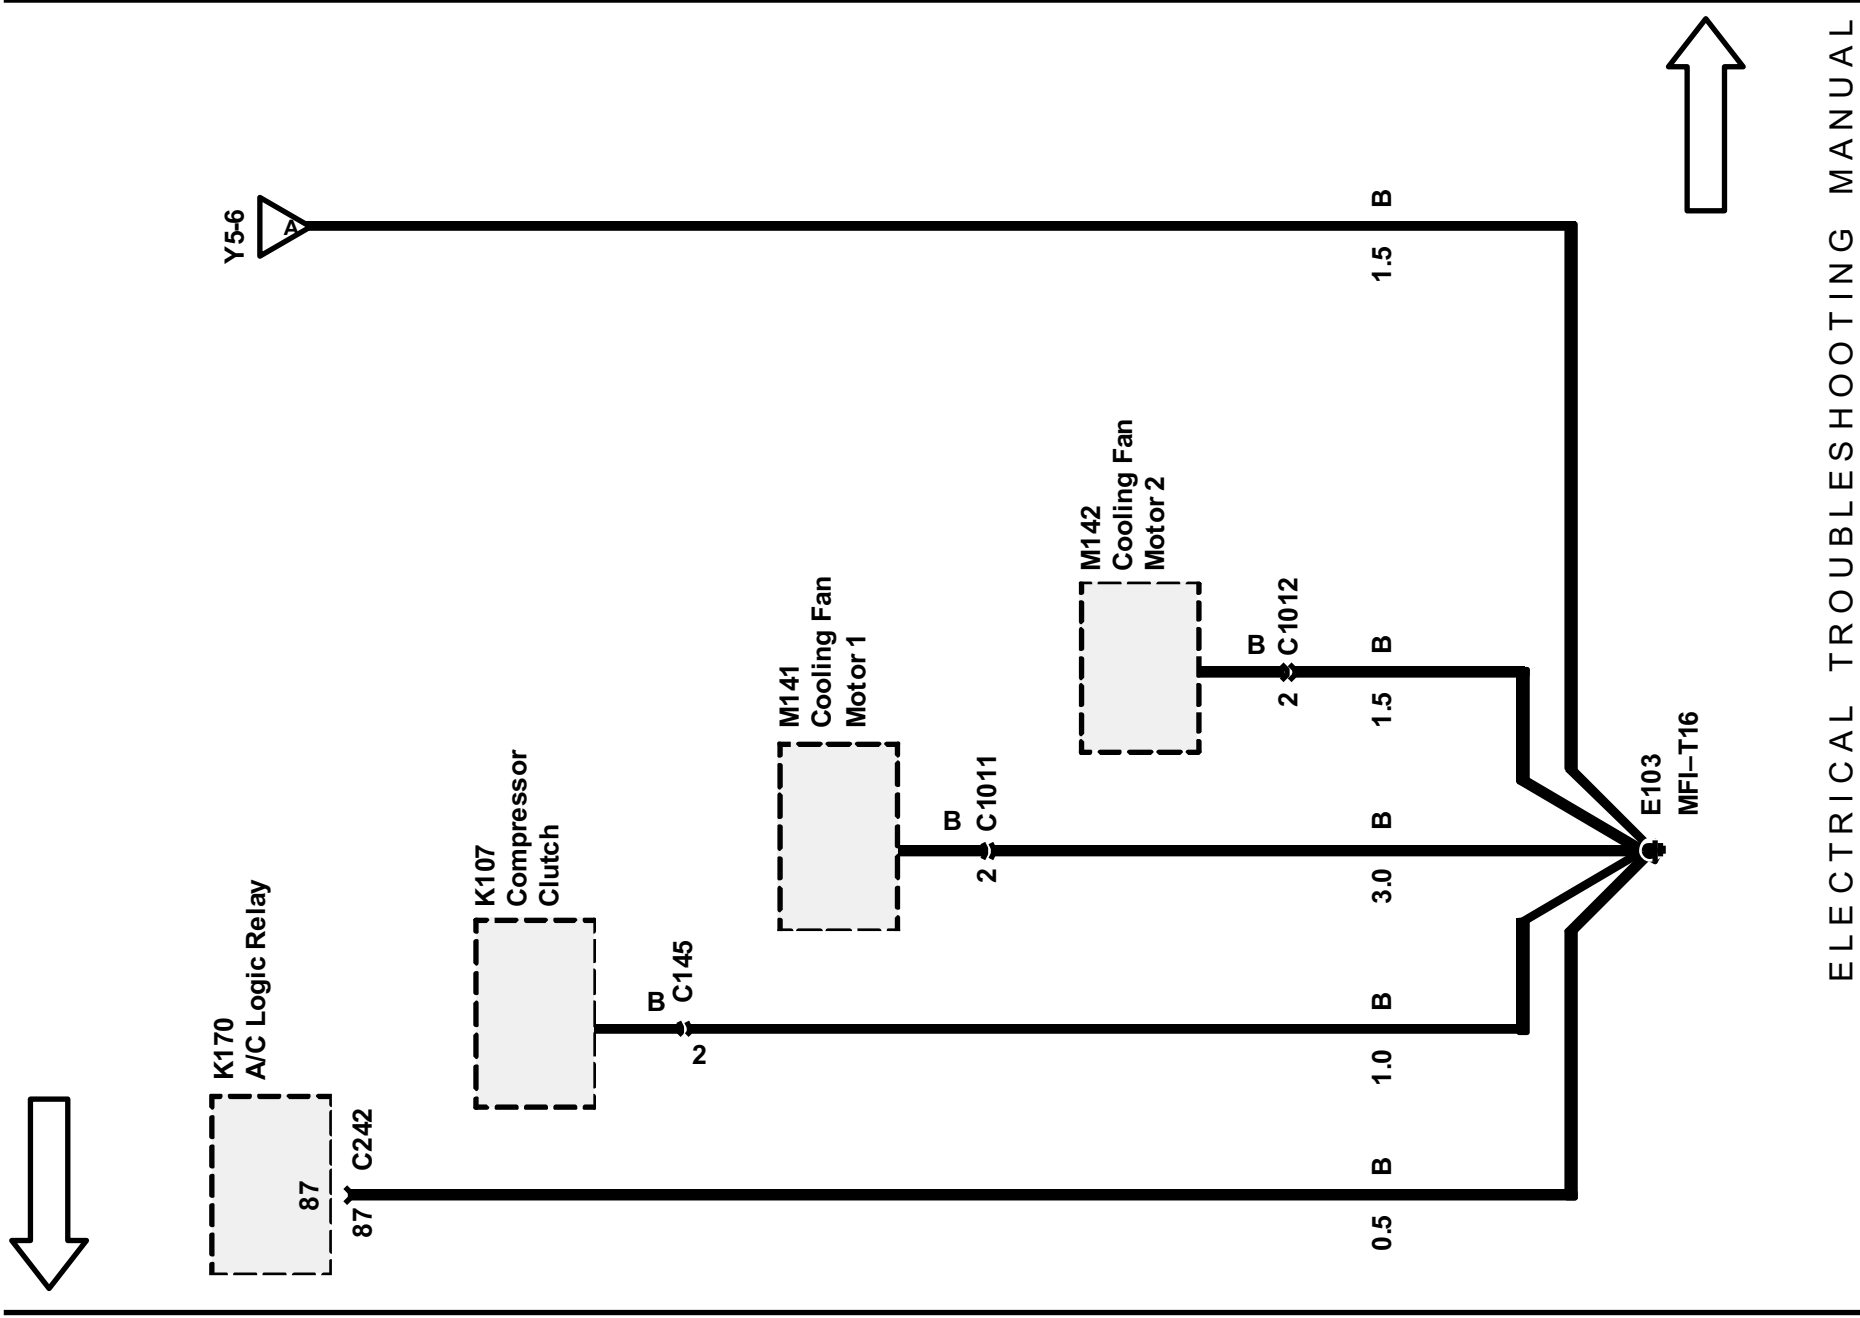 K170
A/C Logic Relay
87
87
C242
K107
Compressor
Clutch
B
2
C145
1.0
B
0.5
B
M141
Cooling Fan
Motor 1
B
2
C1011
3.0
B
M142
Cooling Fan
Motor 2
B
2
C1012
1.5
B
Y5-6
A
1.5
B
E103
MFI–T16
ELECTRICAL TROUBLESHOOTING MANUAL